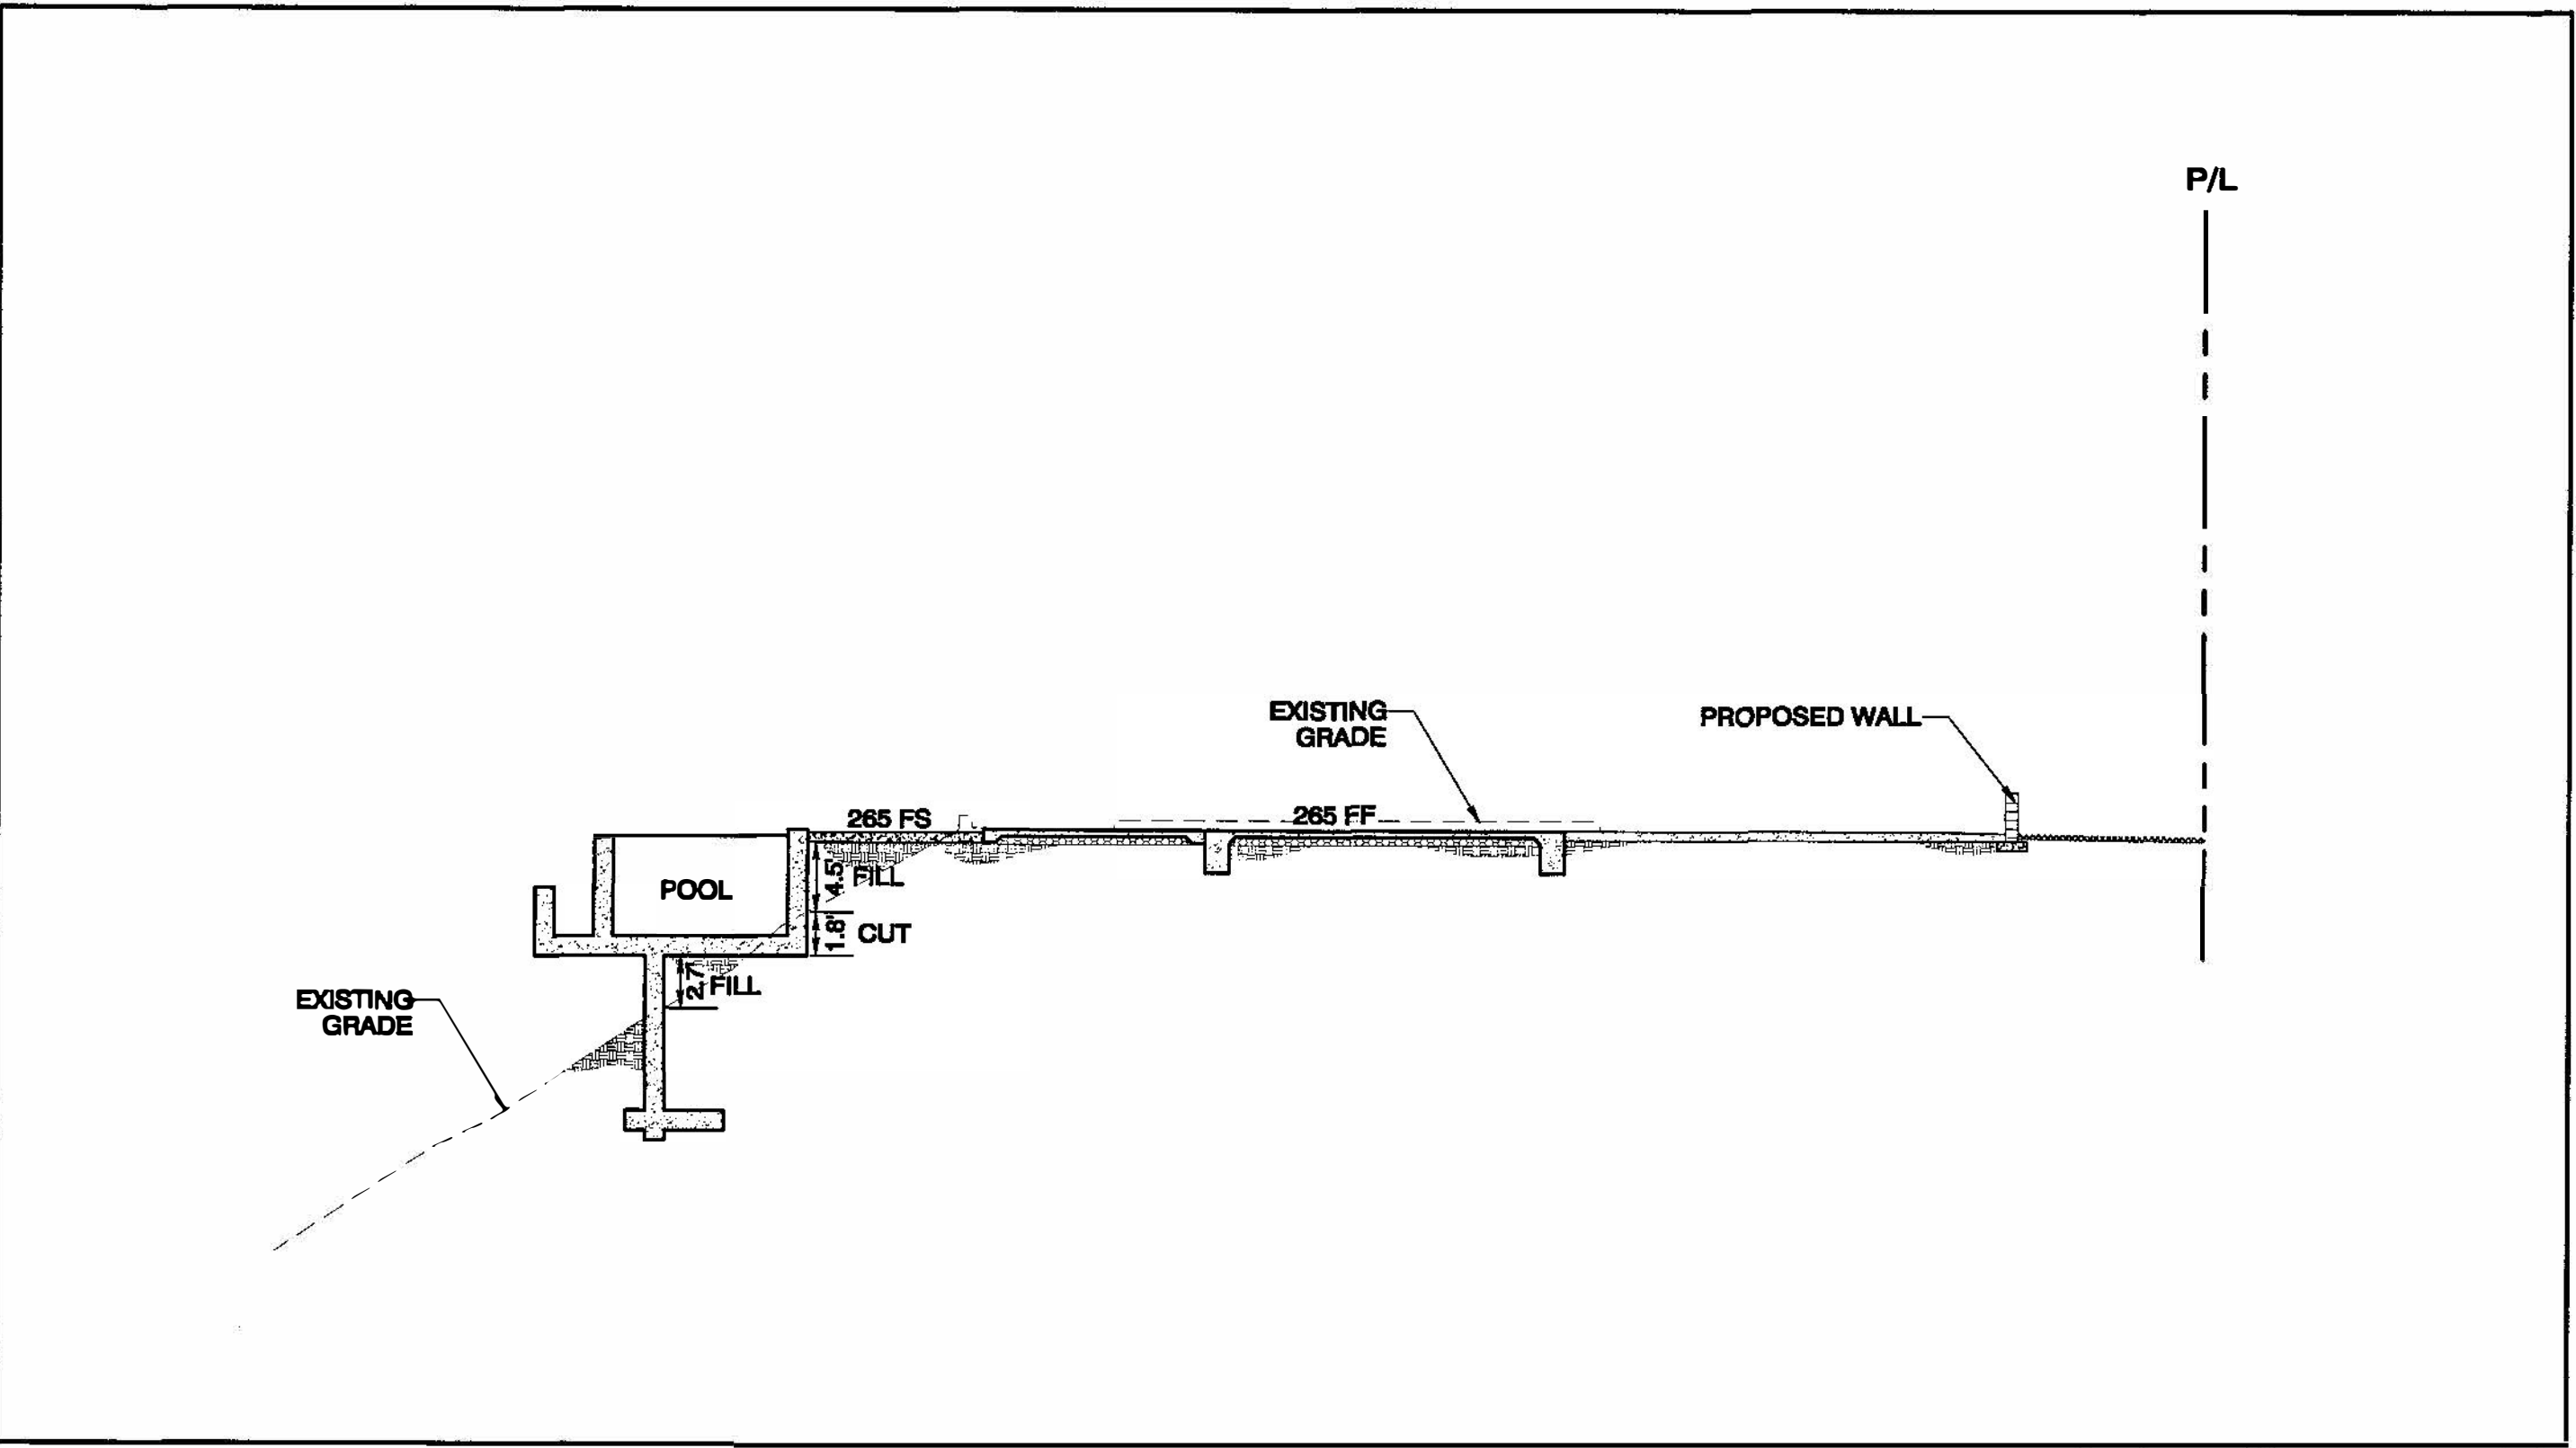 P/L
EXISTING
GRADE
PROPOSED WALL
265 FS
265 FF
POOL
4.5'
FILL
1.8'
CUT
2.7'
FILL
EXISTING
GRADE